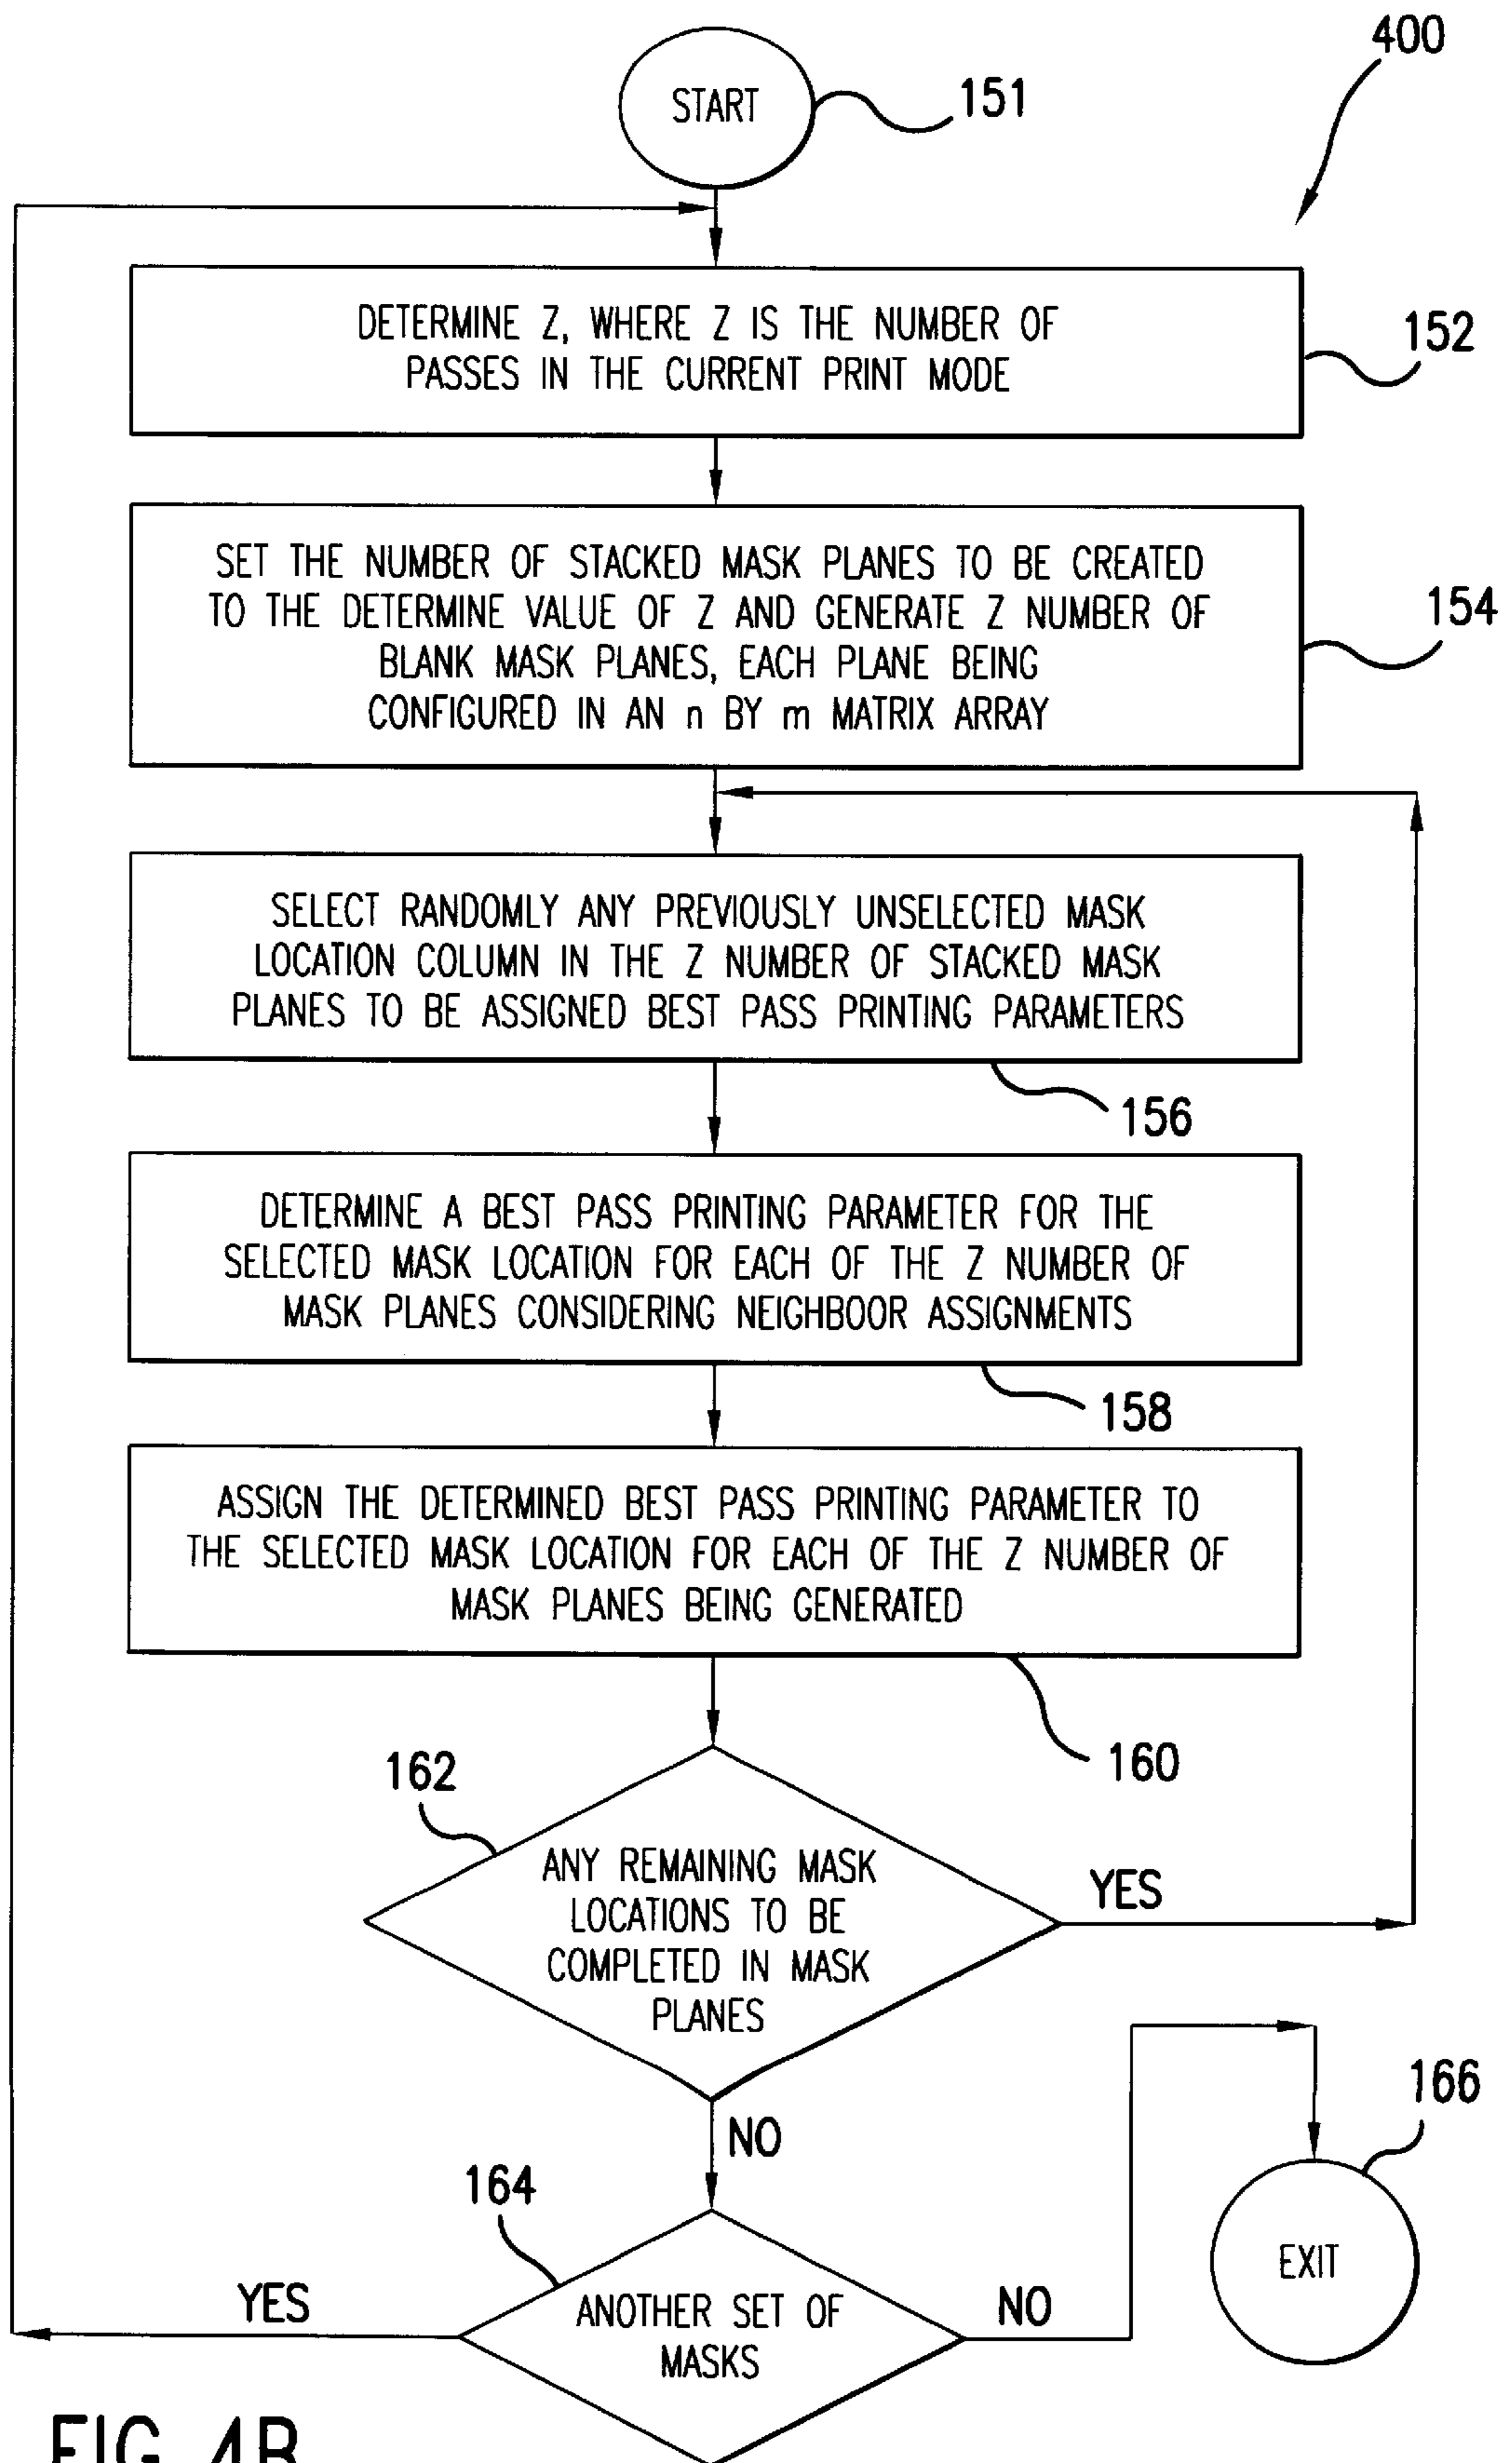 400
START
151
DETERMINE Z, WHERE Z IS THE NUMBER OF
PASSES IN THE CURRENT PRINT MODE
152
SET THE NUMBER OF STACKED MASK PLANES TO BE CREATED
TO THE DETERMINE VALUE OF Z AND GENERATE Z NUMBER OF
BLANK MASK PLANES, EACH PLANE BEING
CONFIGURED IN AN n BY m MATRIX ARRAY
154
SELECT RANDOMLY ANY PREVIOUSLY UNSELECTED MASK
LOCATION COLUMN IN THE Z NUMBER OF STACKED MASK
PLANES TO BE ASSIGNED BEST PASS PRINTING PARAMETERS
156
DETERMINE A BEST PASS PRINTING PARAMETER FOR THE
SELECTED MASK LOCATION FOR EACH OF THE Z NUMBER OF
MASK PLANES CONSIDERING NEIGHBOOR ASSIGNMENTS
158
ASSIGN THE DETERMINED BEST PASS PRINTING PARAMETER TO
THE SELECTED MASK LOCATION FOR EACH OF THE Z NUMBER OF
MASK PLANES BEING GENERATED
160
162
ANY REMAINING MASK
LOCATIONS TO BE
COMPLETED IN MASK
PLANES
YES
NO
164
ANOTHER SET OF
MASKS
YES
NO
166
EXIT
FIG. 4B